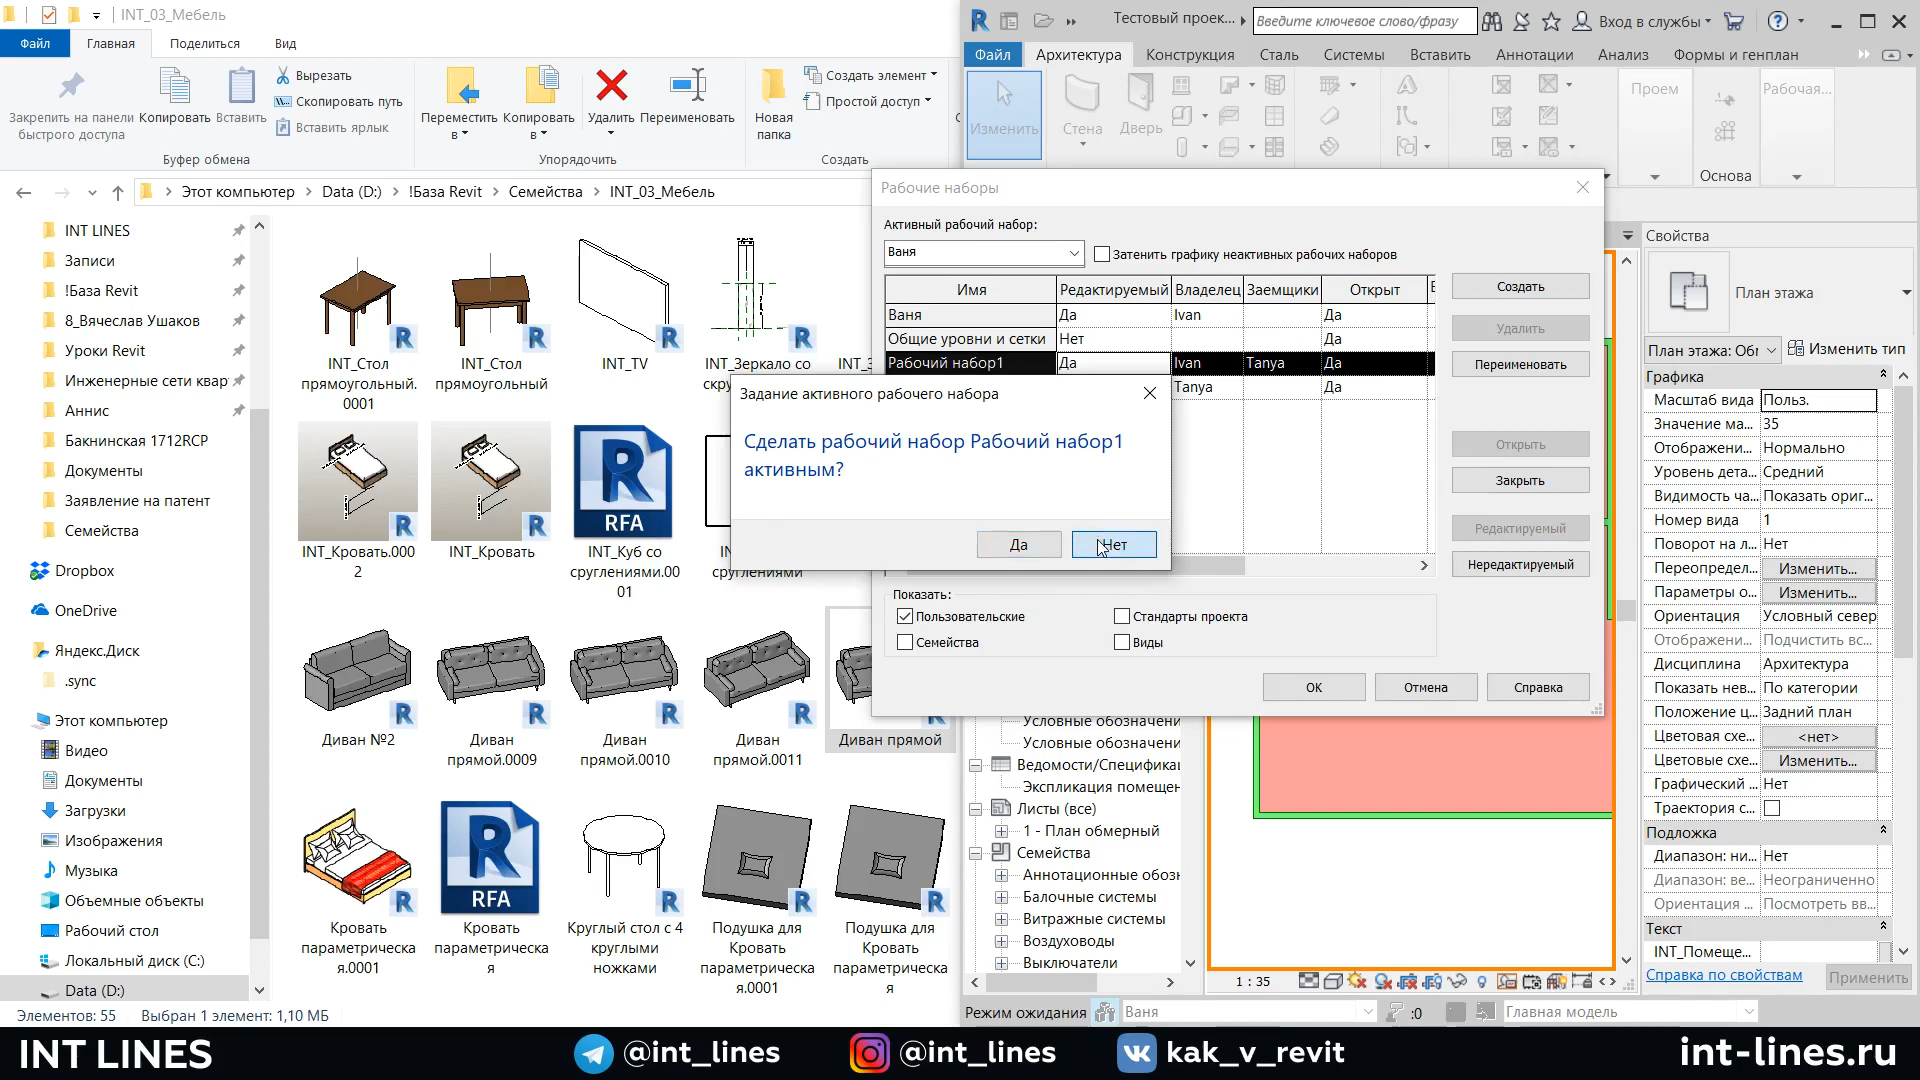 INT_03_Мебель
Файл
Главная
Поделиться
Вид
Закрепить на панели быстрого доступа
Копировать
Вставить
Вырезать
Скопировать путь
Вставить ярлык
Буфер обмена
Переместить в
Копировать в
Удалить
Переименовать
Упорядочить
Новая папка
Создать элемент
Простой доступ
Создать
Этот компьютер
Data (D:)
!База Revit
Семейства
INT_03_Мебель
INT LINES
Записи
!База Revit
8_Вячеслав Ушаков
Уроки Revit
Инженерные сети квар
Аннис
Бакнинская 1712RCP
Документы
Заявление на патент
Семейства
Dropbox
OneDrive
Яндекс.Диск
.sync
Этот компьютер
Видео
Документы
Загрузки
Изображения
Музыка
Объемные объекты
Рабочий стол
Локальный диск (C:)
Data (D:)
INT_Стол прямоугольный.0001
INT_Стол прямоугольный
INT_TV
INT_Зеркало со скру
INT_З
INT_Кровать.0002
INT_Кровать
RFA
INT_Куб со сруглениями.0001
IN
сруглениями
Диван №2
Диван прямой.0009
Диван прямой.0010
Диван прямой.0011
Диван прямой
Кровать параметрическая.0001
RFA
Кровать параметрическая
Круглый стол с 4 круглыми ножками
Подушка для Кровать параметрическая.0001
Подушка для Кровать параметрическая
Элементов: 55
Выбран 1 элемент: 1,10 МБ
Тестовый проек...
Введите ключевое слово/фразу
Вход в службы
Файл
Архитектура
Конструкция
Сталь
Системы
Вставить
Аннотации
Анализ
Формы и генплан
Изменить
Стена
Дверь
Проем
Основа
Рабочая...
Рабочие наборы
Активный рабочий набор:
Ваня
Затенить графику неактивных рабочих наборов
Имя Редактируемый Владелец Заемщики Открыт
Ваня Да Ivan Да
Общие уровни и сетки Нет Да
Рабочий набор1 Да Ivan Tanya Да
Tanya Да
Создать
Удалить
Переименовать
Открыть
Закрыть
Редактируемый
Нередактируемый
Показать:
Пользовательские
Стандарты проекта
Семейства
Виды
ОК
Отмена
Справка
Задание активного рабочего набора
Сделать рабочий набор Рабочий набор1
активным?
Да
Нет
Условные обозначени
Условные обозначени
Ведомости/Специфика
Экспликация помещен
Листы (все)
1 - План обмерный
Семейства
Аннотационные обозн
Балочные системы
Витражные системы
Воздуховоды
Выключатели
1 : 35
Свойства
План этажа
План этажа: Об
Изменить тип
Графика
Масштаб вида Польз.
Значение ма... 35
Отображени... Нормально
Уровень дета... Средний
Видимость ча... Показать ориг...
Номер вида 1
Поворот на л... Нет
Переопредел... Изменить...
Параметры о... Изменить...
Ориентация Условный север
Отображени... Подчистить вс...
Дисциплина Архитектура
Показать нев... По категории
Положение ц... Задний план
Цветовая схе... <нет>
Цветовые схе... Изменить...
Графический ... Нет
Траектория с...
Подложка
Диапазон: ни... Нет
Диапазон: ве... Неограниченно
Ориентация ... Посмотреть вв...
Текст
INT_Помеще...
Справка по свойствам
Применить
Режим ожидания
Ваня
:0
Главная модель
INT LINES
@int_lines
@int_lines
kak_v_revit
int-lines.ru